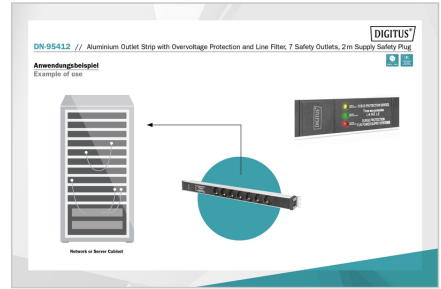 DIGITUS®
DN-95412 // Aluminium Outlet Strip with Overvoltage Protection and Line Filter, 7 Safety Outlets, 2 m Supply Safety Plug
Anwendungsbeispiel
Example of use
DIGITUS
Network or Server Cabinet